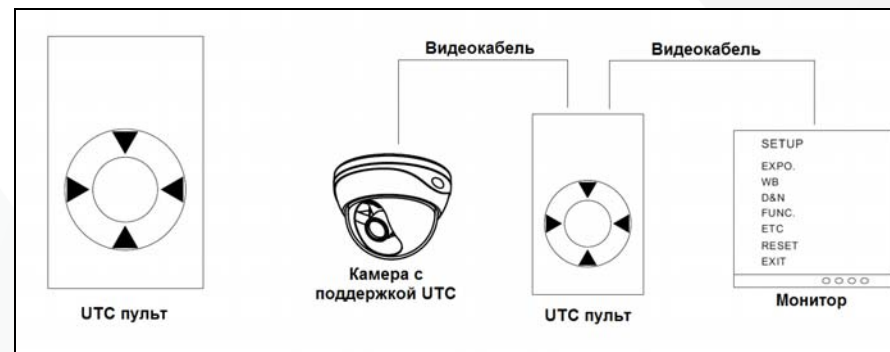 Видеокабель
Видеокабель
SETUP
EXPO.
WB
D&N
FUNC.
ETC
RESET
EXIT
Камера с
поддержкой UTC
UTC пульт
UTC пульт
Монитор